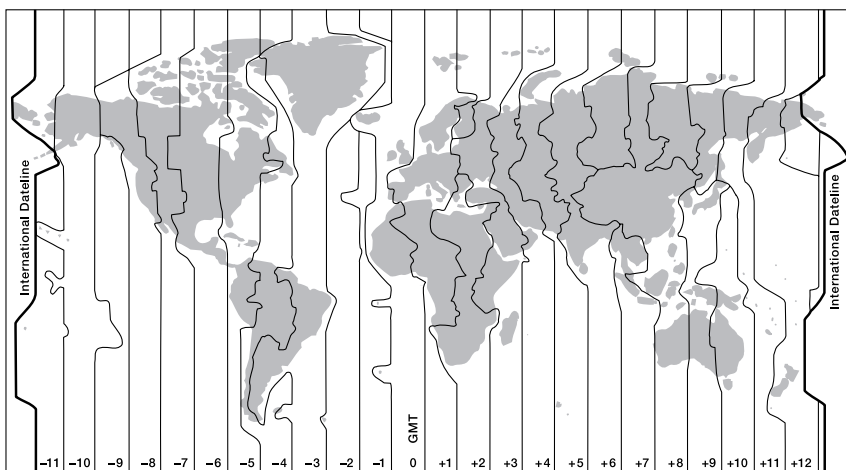 International Dateline
International Dateline
GMT
–11 –10 –9 –8 –7 –6 –5 –4 –3 –2 –1 0 +1 +2 +3 +4 +5 +6 +7 +8 +9 +10 +11 +12